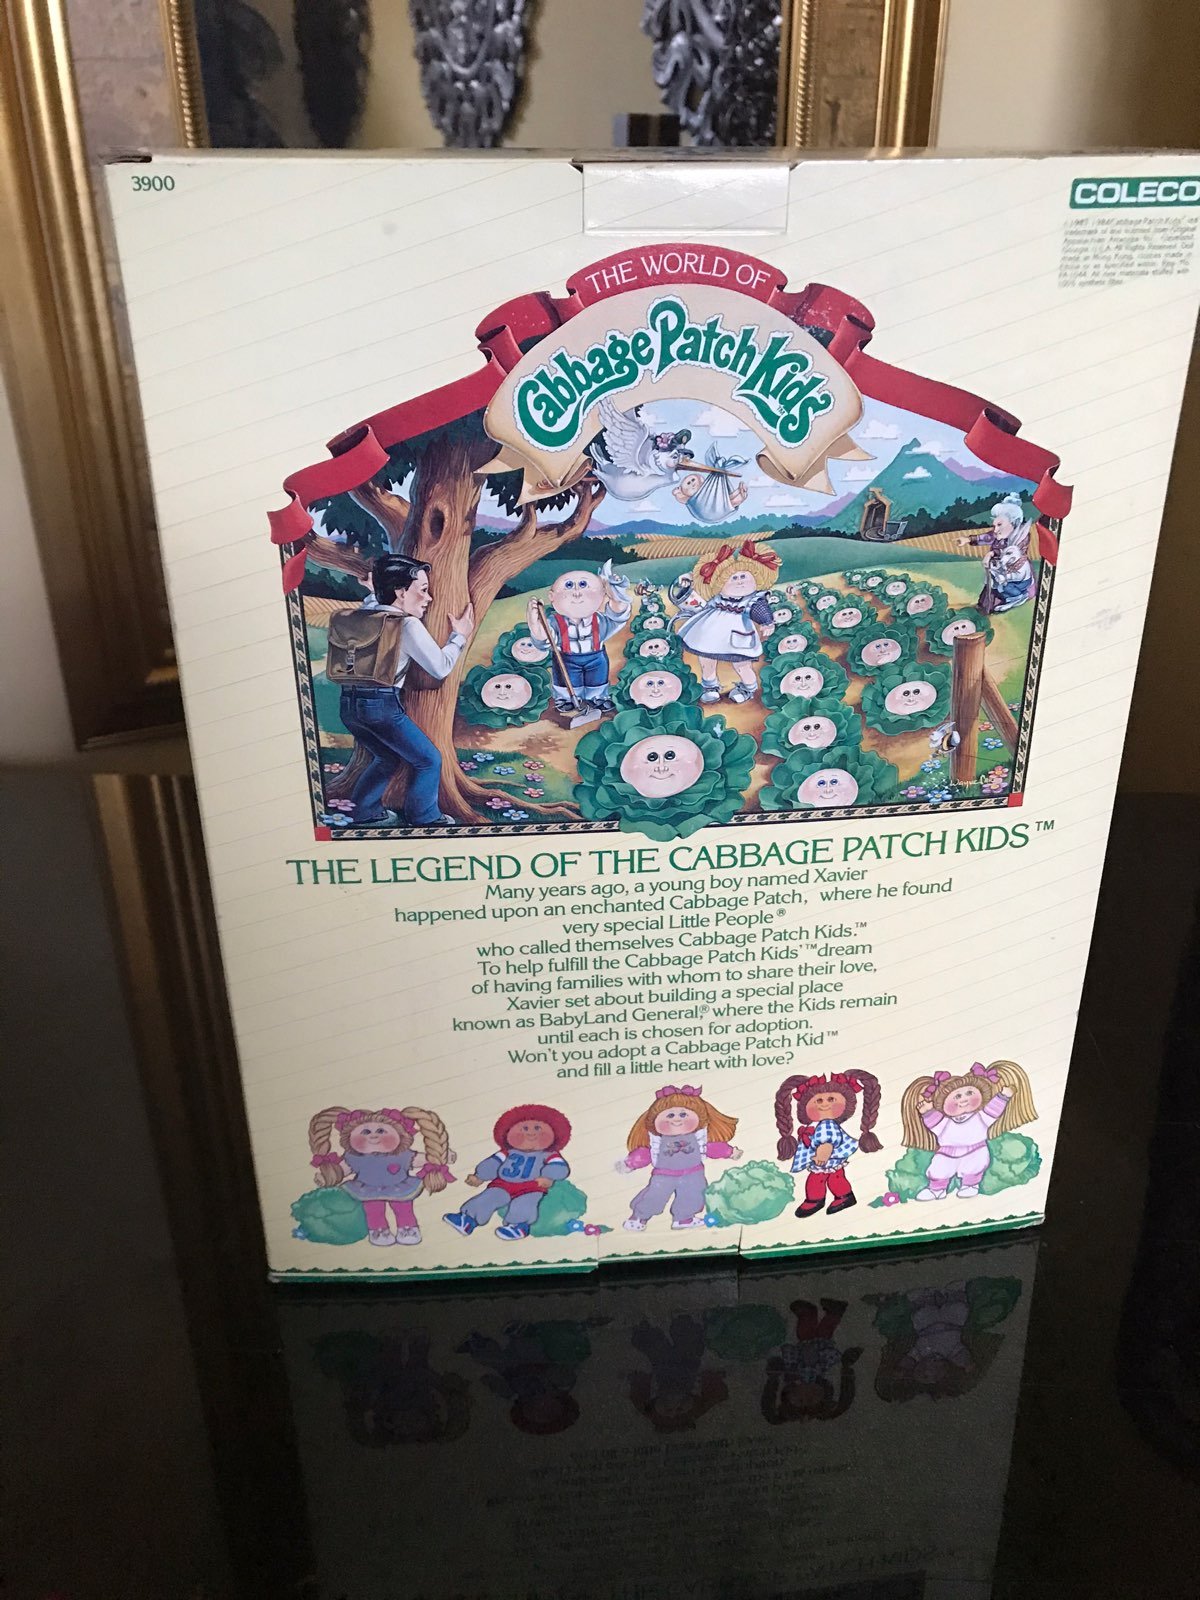 3900
COLECO
THE WORLD OF
Cabbage Patch Kids
THE LEGEND OF THE CABBAGE PATCH KIDS™
Many years ago, a young boy named Xavier
happened upon an enchanted Cabbage Patch, where he found
very special Little People®
who called themselves Cabbage Patch Kids.™
To help fulfill the Cabbage Patch Kids'™ dream
of having families with whom to share their love,
Xavier set about building a special place
known as BabyLand General,® where the Kids remain
until each is chosen for adoption.
Won't you adopt a Cabbage Patch Kid™
and fill a little heart with love?
31